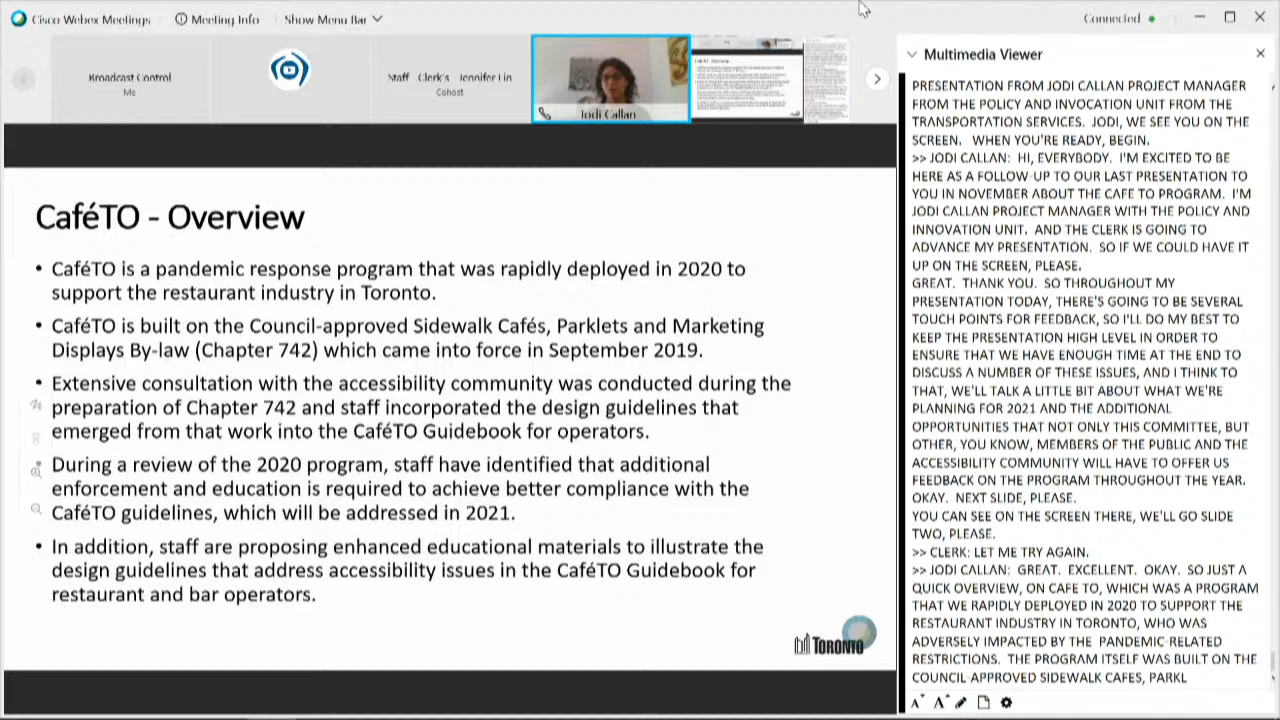 Cisco Webex Meetings
Meeting Info
Show Menu Bar
Connected
Broadcast Control
Staff Clerks - Jennifer Lin
Cohost
Jodi Callan
Multimedia Viewer
CaféTO - Overview
• CaféTO is a pandemic response program that was rapidly deployed in 2020 to
support the restaurant industry in Toronto.
• CaféTO is built on the Council-approved Sidewalk Cafés, Parklets and Marketing
Displays By-law (Chapter 742) which came into force in September 2019.
• Extensive consultation with the accessibility community was conducted during the
preparation of Chapter 742 and staff incorporated the design guidelines that
emerged from that work into the CaféTO Guidebook for operators.
• During a review of the 2020 program, staff have identified that additional
enforcement and education is required to achieve better compliance with the
CaféTO guidelines, which will be addressed in 2021.
• In addition, staff are proposing enhanced educational materials to illustrate the
design guidelines that address accessibility issues in the CaféTO Guidebook for
restaurant and bar operators.
TORONTO
PRESENTATION FROM JODI CALLAN PROJECT MANAGER
FROM THE POLICY AND INVOCATION UNIT FROM THE
TRANSPORTATION SERVICES. JODI, WE SEE YOU ON THE
SCREEN. WHEN YOU'RE READY, BEGIN.
>> JODI CALLAN: HI, EVERYBODY. I'M EXCITED TO BE
HERE AS A FOLLOW-UP TO OUR LAST PRESENTATION TO
YOU IN NOVEMBER ABOUT THE CAFE TO PROGRAM. I'M
JODI CALLAN PROJECT MANAGER WITH THE POLICY AND
INNOVATION UNIT. AND THE CLERK IS GOING TO
ADVANCE MY PRESENTATION. SO IF WE COULD HAVE IT
UP ON THE SCREEN, PLEASE.
GREAT. THANK YOU. SO THROUGHOUT MY
PRESENTATION TODAY, THERE'S GOING TO BE SEVERAL
TOUCH POINTS FOR FEEDBACK, SO I'LL DO MY BEST TO
KEEP THE PRESENTATION HIGH LEVEL IN ORDER TO
ENSURE THAT WE HAVE ENOUGH TIME AT THE END TO
DISCUSS A NUMBER OF THESE ISSUES, AND I THINK TO
THAT, WE'LL TALK A LITTLE BIT ABOUT WHAT WE'RE
PLANNING FOR 2021 AND THE ADDITIONAL
OPPORTUNITIES THAT NOT ONLY THIS COMMITTEE, BUT
OTHER, YOU KNOW, MEMBERS OF THE PUBLIC AND THE
ACCESSIBILITY COMMUNITY WILL HAVE TO OFFER US
FEEDBACK ON THE PROGRAM THROUGHOUT THE YEAR.
OKAY. NEXT SLIDE, PLEASE.
YOU CAN SEE ON THE SCREEN THERE, WE'LL GO SLIDE
TWO, PLEASE.
>> CLERK: LET ME TRY AGAIN.
>> JODI CALLAN: GREAT. EXCELLENT. OKAY. SO JUST A
QUICK OVERVIEW, ON CAFE TO, WHICH WAS A PROGRAM
THAT WE RAPIDLY DEPLOYED IN 2020 TO SUPPORT THE
RESTAURANT INDUSTRY IN TORONTO, WHO WAS
ADVERSELY IMPACTED BY THE PANDEMIC-RELATED
RESTRICTIONS. THE PROGRAM ITSELF WAS BUILT ON THE
COUNCIL-APPROVED SIDEWALK CAFES, PARKL